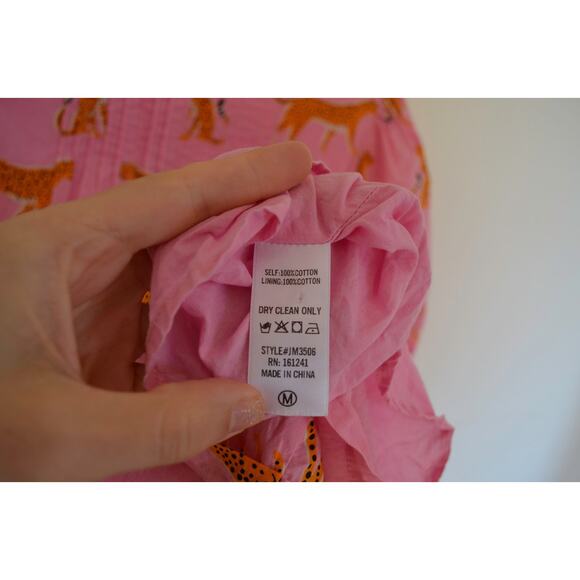 SELF:100%COTTON
LINING:100%COTTON
DRY CLEAN ONLY
STYLE#JM3506
RN: 161241
MADE IN CHINA
M